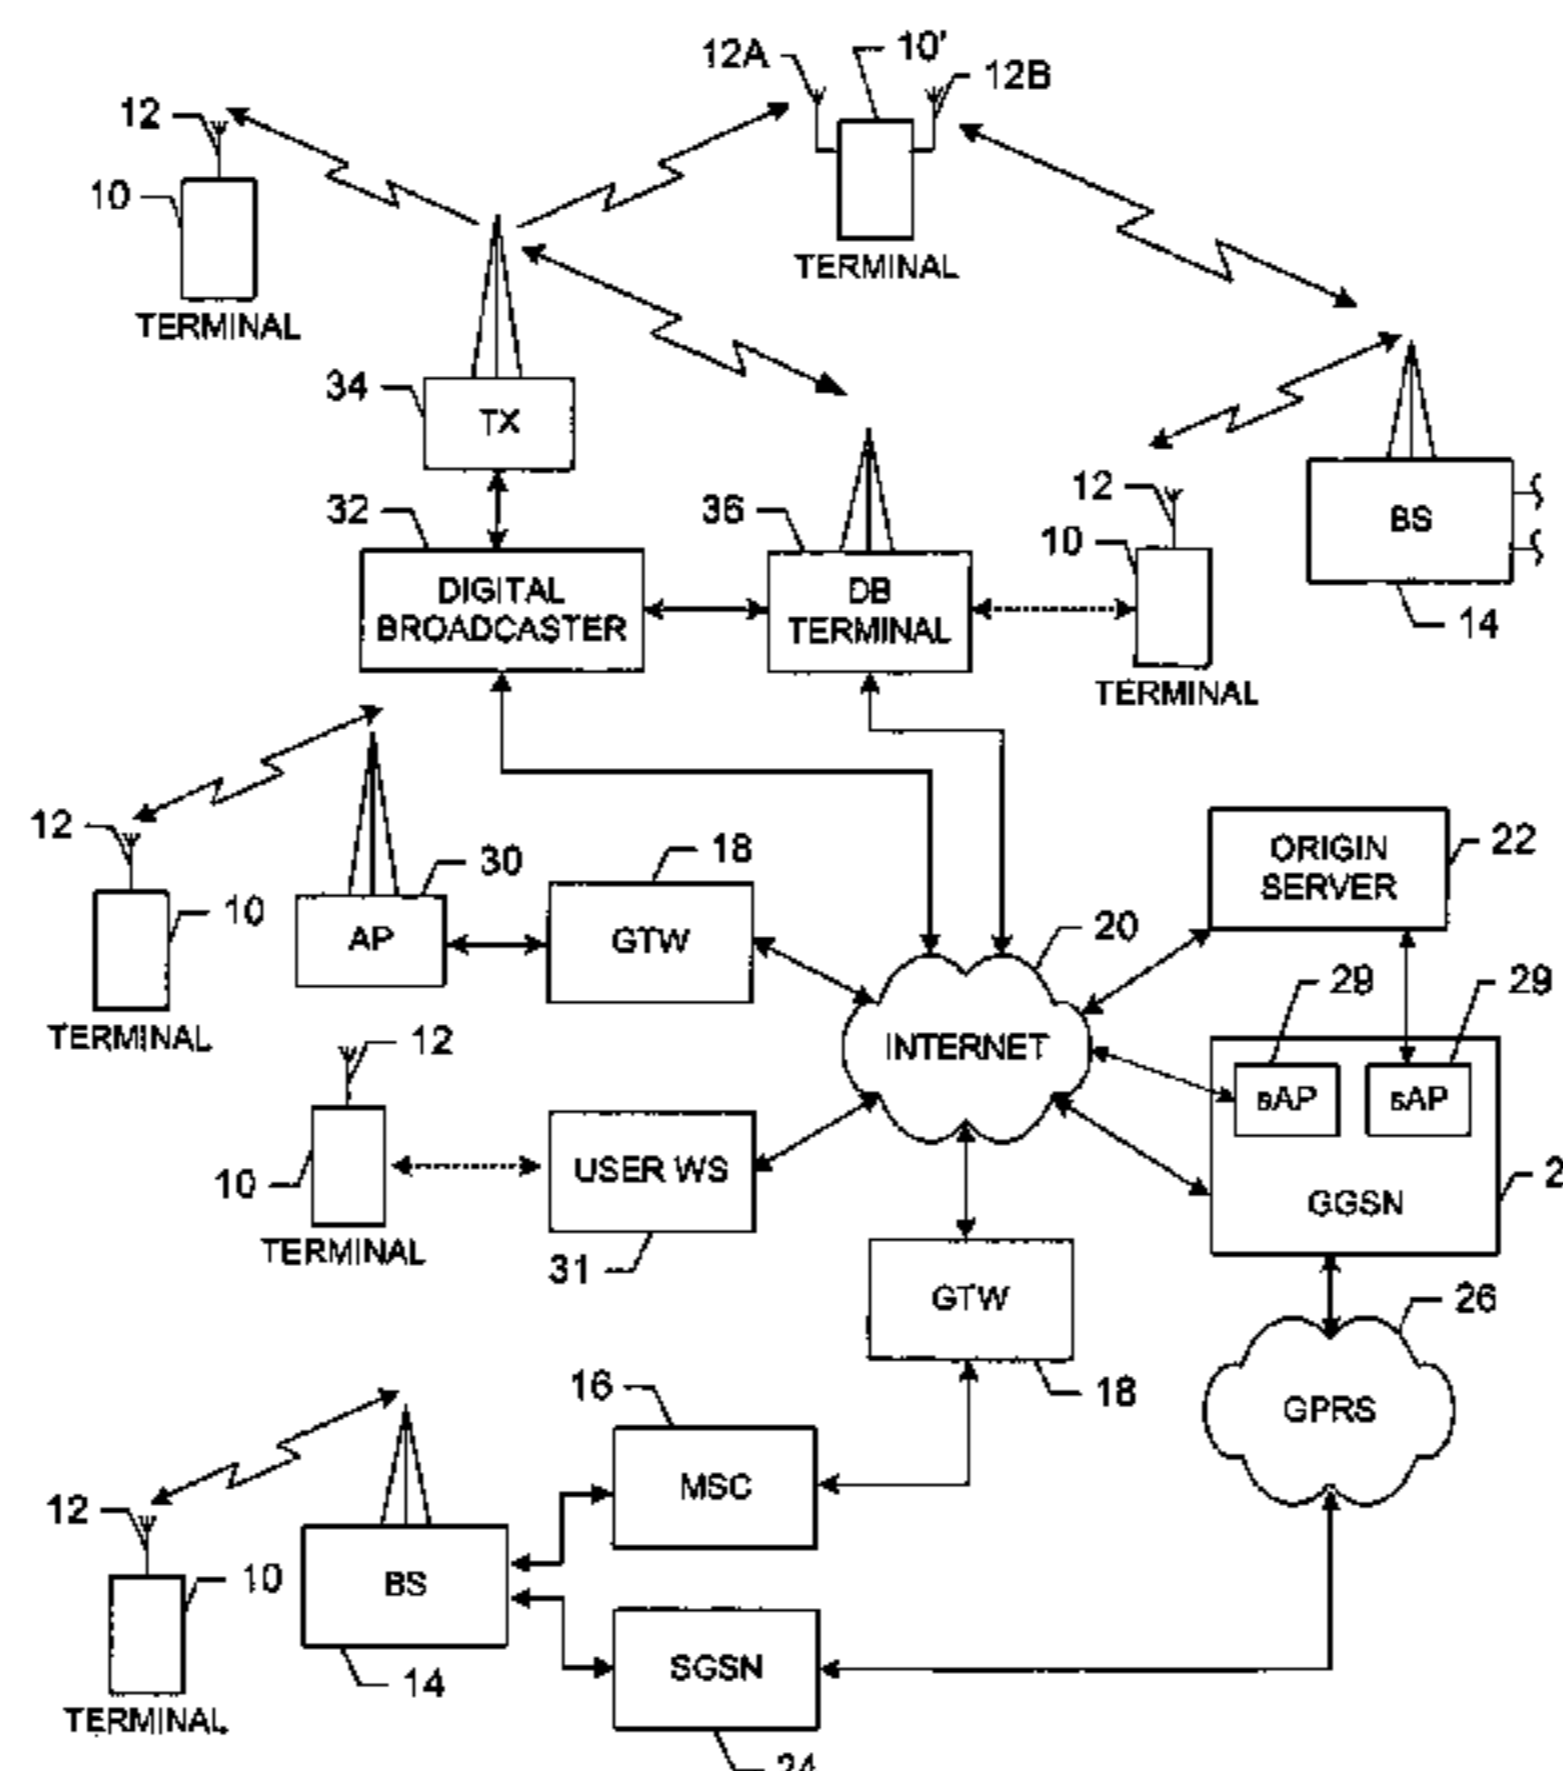 12A
10'
12B
12
10
TERMINAL
TERMINAL
34
TX
32
36
12
10
BS
DIGITAL
BROADCASTER
DB
TERMINAL
14
TERMINAL
12
18
30
10
AP
GTW
ORIGIN
SERVER
22
20
29
29
TERMINAL
12
INTERNET
sAP
sAP
10
USER WS
GGSN
2
TERMINAL
31
GTW
26
16
18
GPRS
MSC
12
10
BS
14
SGSN
TERMINAL
24